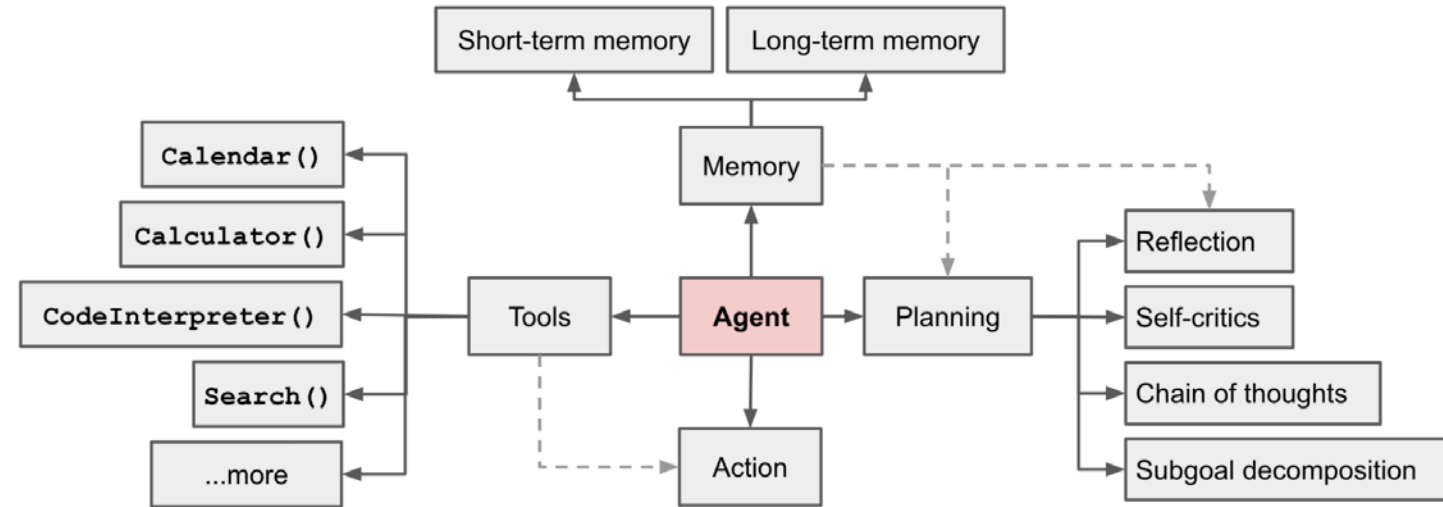 Short-term memory
Long-term memory
Calendar()
Memory
Calculator()
Reflection
CodeInterpreter()
Tools
Agent
Planning
Self-critics
Search()
Chain of thoughts
...more
Action
Subgoal decomposition